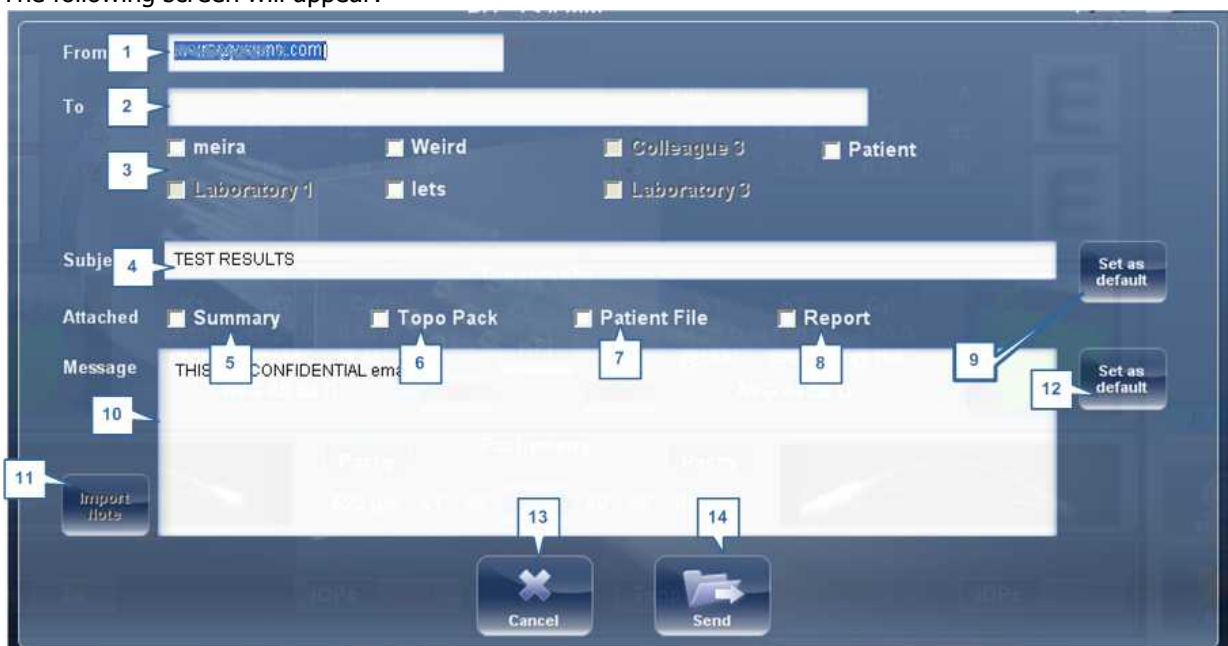 The following screen will appear:
From 1 .com
To 2
3
meira Weird Colleague 3 Patient
Laboratory 1 lets Laboratory 3
Subje 4 TEST RESULTS
Set as
default
Attached Summary Topo Pack Patient File Report
5 6 7 8 9
Message THIS CONFIDENTIAL ema
12 Set as
default
10
11
Import
Note
13 14
Cancel Send